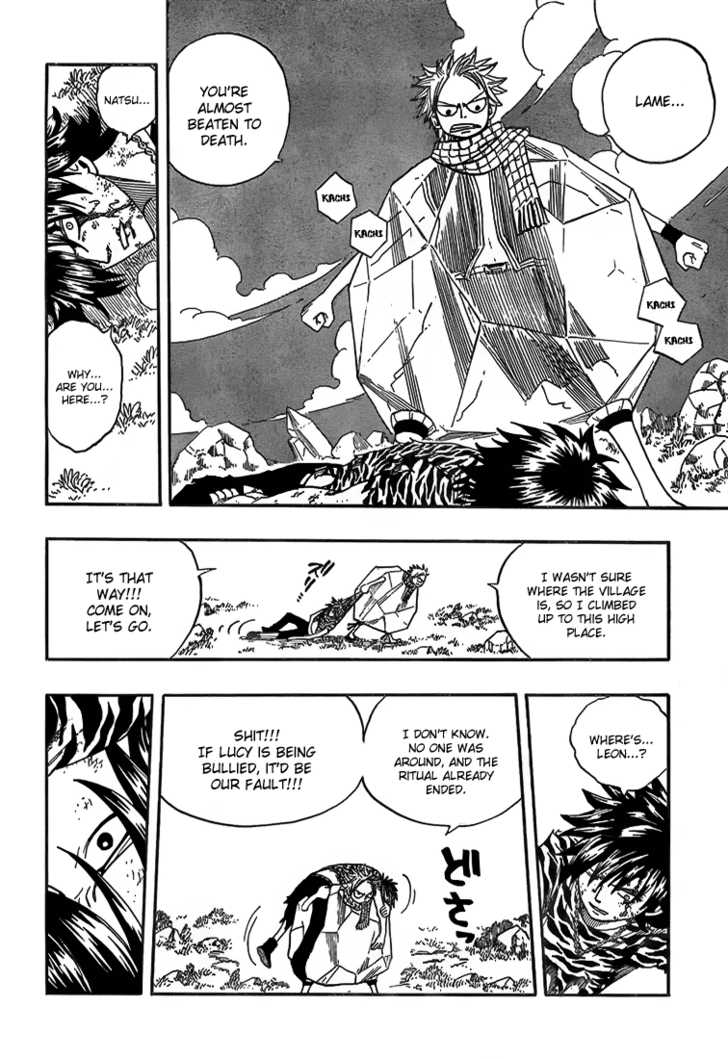 LAME...
YOU'RE
ALMOST
BEATEN TO
DEATH.
KACHI
KACHI
KACHI
KACHI
NATSU...
WHY...
ARE YOU...
HERE...?
I WASN'T SURE
WHERE THE VILLAGE
IS, SO I CLIMBED
UP TO THIS HIGH
PLACE.
IT'S THAT
WAY!!!
COME ON,
LET'S GO.
WHERE'S...
LEON...?
I DON'T KNOW.
NO ONE WAS
AROUND, AND THE
RITUAL ALREADY
ENDED.
SHIT!!!
IF LUCY IS BEING
BULLIED, IT'D BE
OUR FAULT!!!
どさっ